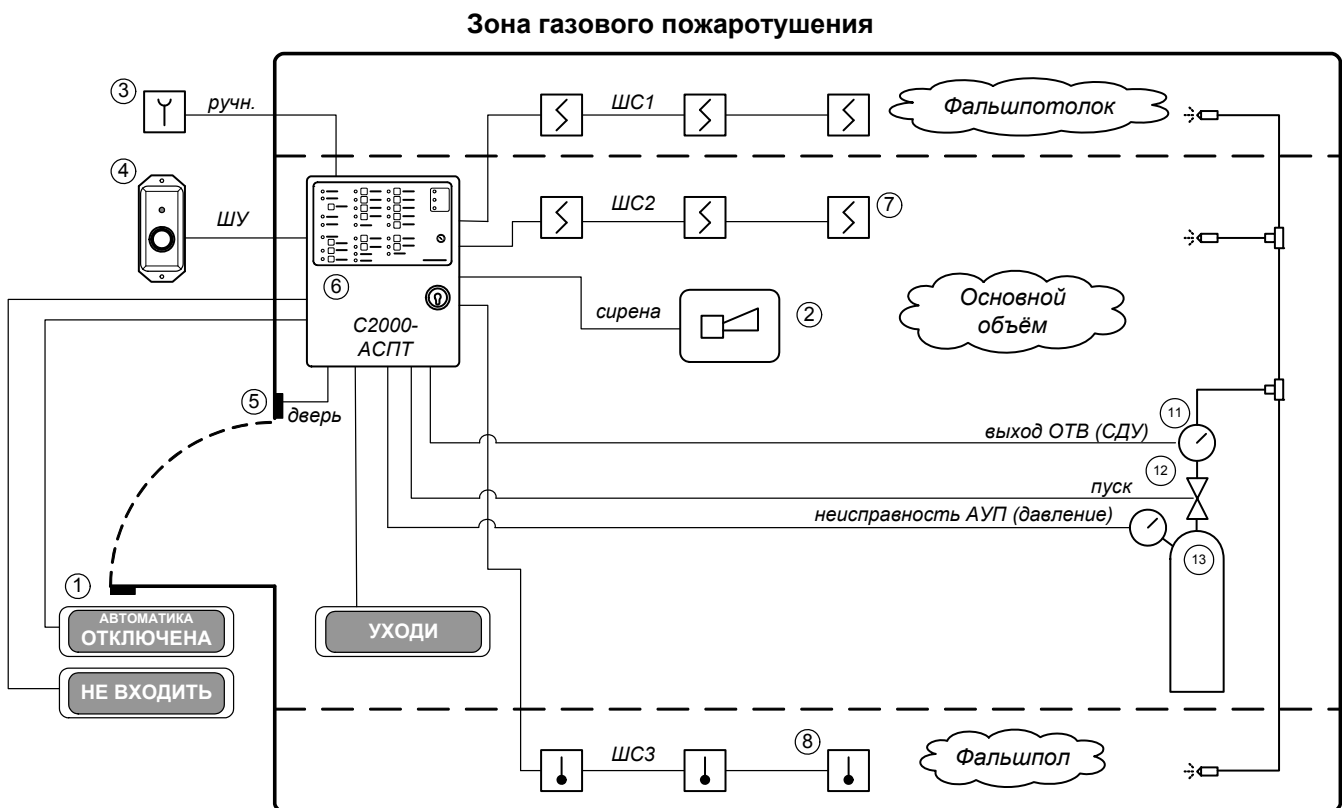 Зона газового пожаротушения
3
ручн.
ШС1
Фальшпотолок
4
ШУ
ШС2
7
6
С2000-
АСПТ
сирена
2
Основной
объём
5
дверь
11
выход ОТВ (СДУ)
12
пуск
неисправность АУП (давление)
13
1
АВТОМАТИКА
ОТКЛЮЧЕНА
УХОДИ
НЕ ВХОДИТЬ
ШС3
8
Фальшпол